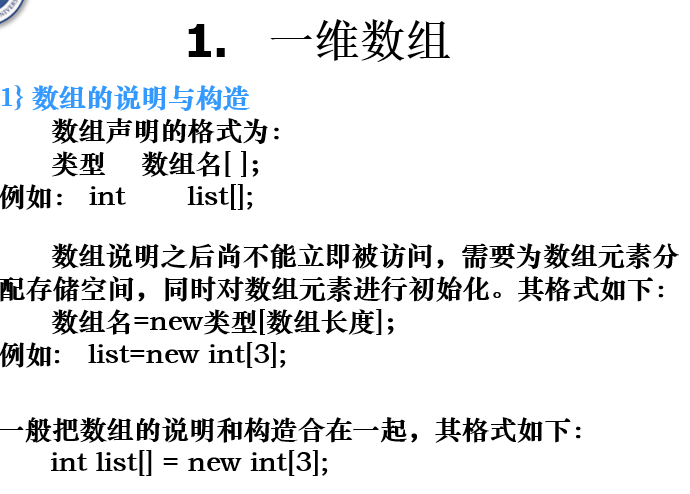 1. 一维数组
1} 数组的说明与构造
数组声明的格式为：
类型 数组名[ ]；
例如： int list[];
数组说明之后尚不能立即被访问，需要为数组元素分
配存储空间，同时对数组元素进行初始化。其格式如下：
数组名=new类型[数组长度]；
例如： list=new int[3];
一般把数组的说明和构造合在一起，其格式如下：
int list[] = new int[3];